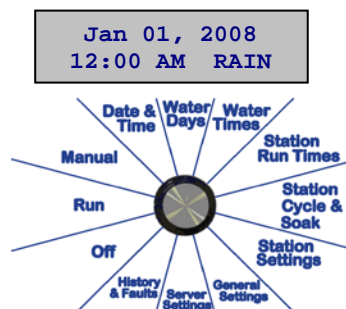 Jan 01, 2008
12:00 AM RAIN
Date &
Time
Water
Days
Water
Times
Station
Run Times
Station
Cycle &
Soak
Station
Settings
General
Settings
Server
Settings
History
& Faults
Off
Run
Manual